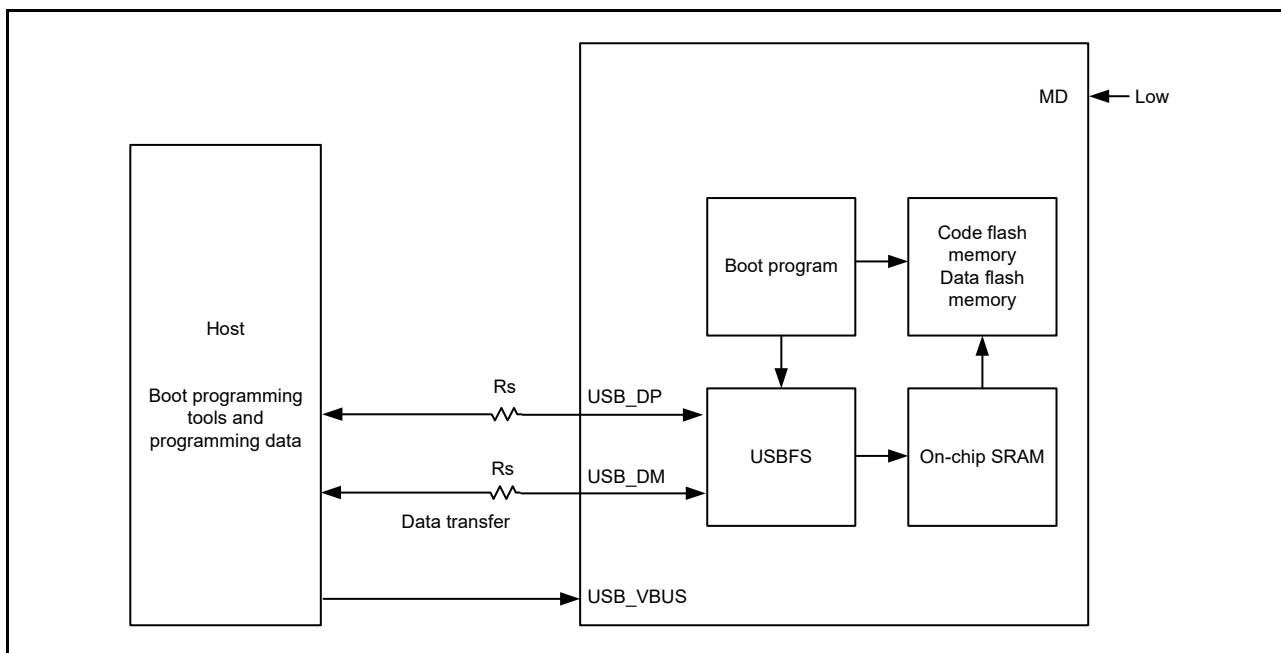 MD
Low
Host
Boot programming
tools and
programming data
Boot program
Code flash
memory
Data flash
memory
Rs
USB_DP
Rs
USB_DM
Data transfer
USBFS
On-chip SRAM
USB_VBUS